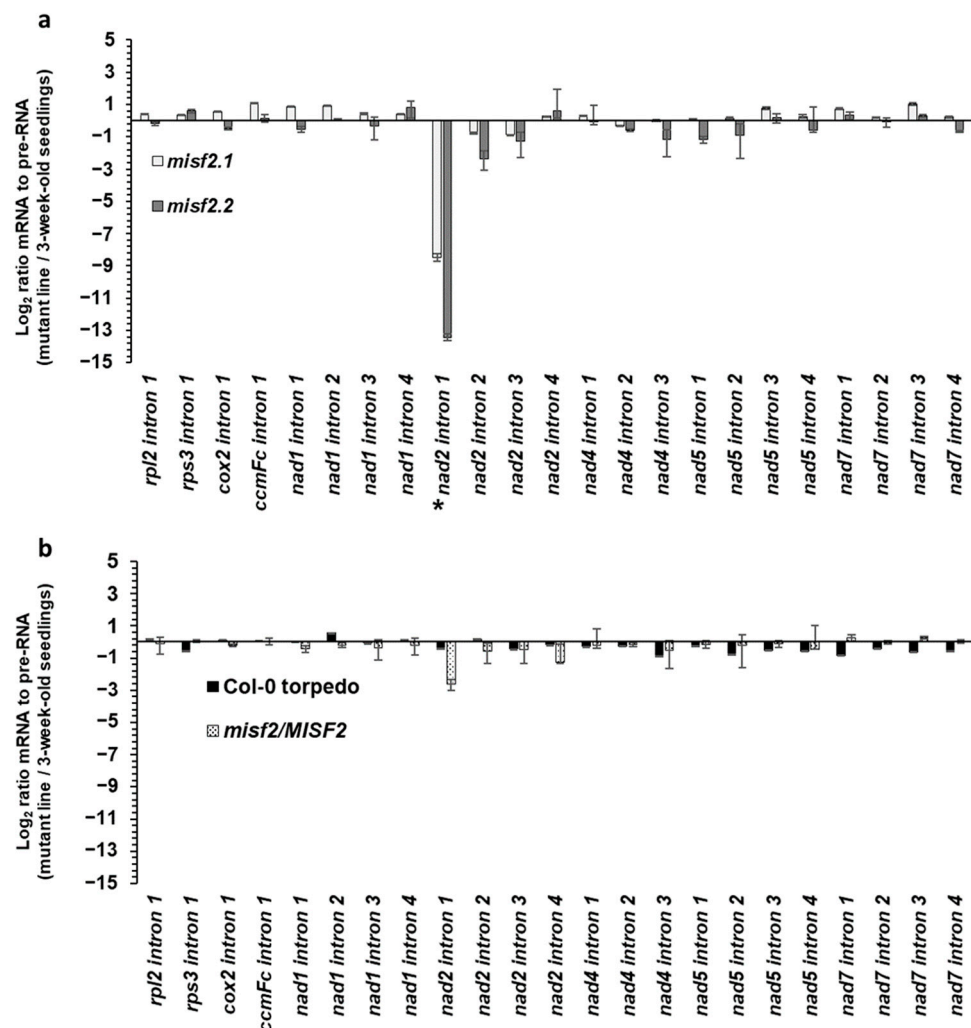 a
Log₂ ratio mRNA to pre-RNA
(mutant line / 3-week-old seedlings)
5
3
1
−1
−3
−5
−7
−9
−11
−13
−15
misf2.1
misf2.2
rpl2 intron 1
rps3 intron 1
cox2 intron 1
ccmFc intron 1
nad1 intron 1
nad1 intron 2
nad1 intron 3
nad1 intron 4
* nad2 intron 1
nad2 intron 2
nad2 intron 3
nad2 intron 4
nad4 intron 1
nad4 intron 2
nad4 intron 3
nad5 intron 1
nad5 intron 2
nad5 intron 3
nad5 intron 4
nad7 intron 1
nad7 intron 2
nad7 intron 3
nad7 intron 4
b
Log₂ ratio mRNA to pre-RNA
(mutant line / 3-week-old seedlings)
5
3
1
−1
−3
−5
−7
−9
−11
−13
−15
Col-0 torpedo
misf2/MISF2
rpl2 intron 1
rps3 intron 1
cox2 intron 1
ccmFc intron 1
nad1 intron 1
nad1 intron 2
nad1 intron 3
nad1 intron 4
nad2 intron 1
nad2 intron 2
nad2 intron 3
nad2 intron 4
nad4 intron 1
nad4 intron 2
nad4 intron 3
nad5 intron 1
nad5 intron 2
nad5 intron 3
nad5 intron 4
nad7 intron 1
nad7 intron 2
nad7 intron 3
nad7 intron 4